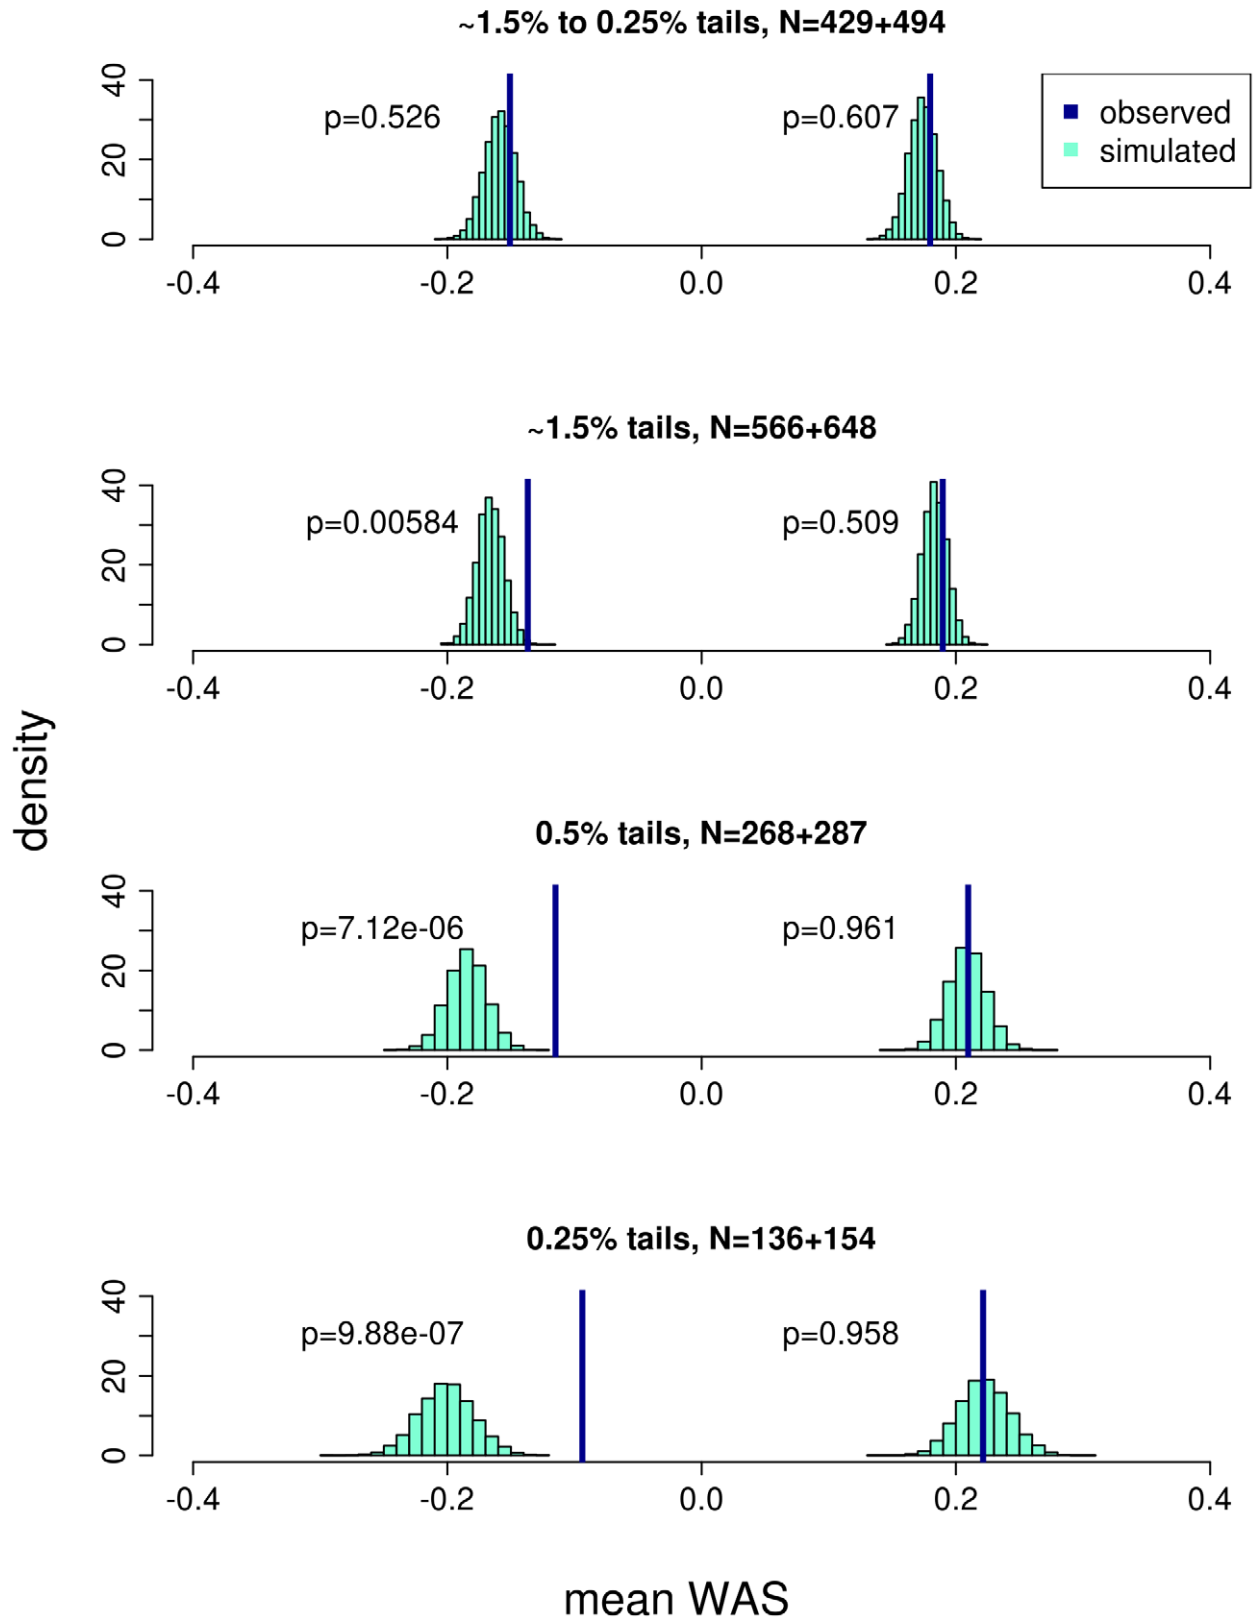 ~1.5% to 0.25% tails, N=429+494
40
20
0
p=0.526
p=0.607
observed
simulated
-0.4 -0.2 0.0 0.2 0.4
~1.5% tails, N=566+648
40
20
0
p=0.00584
p=0.509
-0.4 -0.2 0.0 0.2 0.4
density
0.5% tails, N=268+287
40
20
0
p=7.12e-06
p=0.961
-0.4 -0.2 0.0 0.2 0.4
0.25% tails, N=136+154
40
20
0
p=9.88e-07
p=0.958
-0.4 -0.2 0.0 0.2 0.4
mean WAS